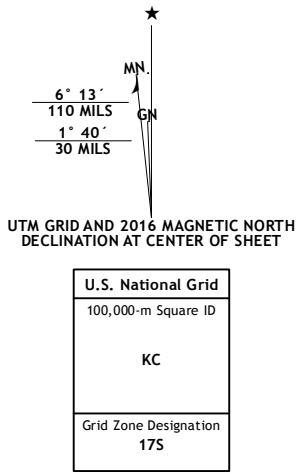 MN.
6° 13´
110 MILS
GN
1° 40´
30 MILS
UTM GRID AND 2016 MAGNETIC NORTH
DECLINATION AT CENTER OF SHEET
U.S. National Grid
100,000-m Square ID
KC
Grid Zone Designation
17S